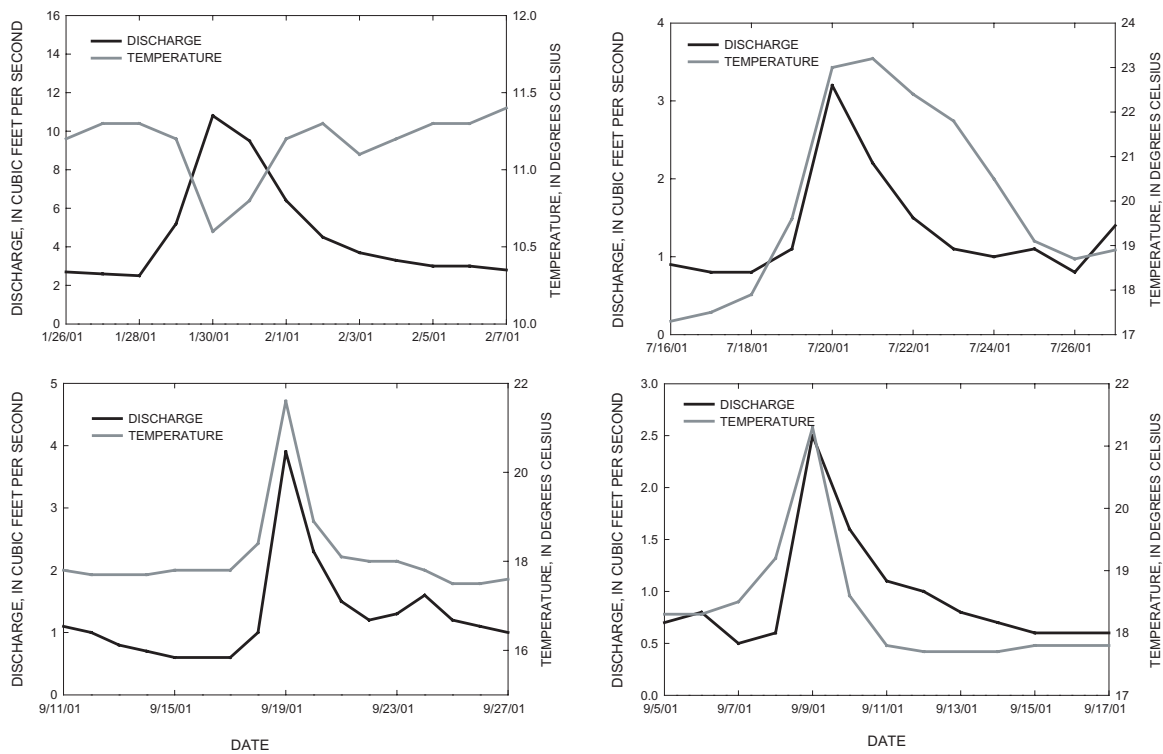 DISCHARGE, IN CUBIC FEET PER SECOND
16
14
12
10
8
6
4
2
0
DISCHARGE
TEMPERATURE
12.0
11.5
11.0
10.5
10.0
TEMPERATURE, IN DEGREES CELSIUS
1/26/01 1/28/01 1/30/01 2/1/01 2/3/01 2/5/01 2/7/01
DISCHARGE, IN CUBIC FEET PER SECOND
4
3
2
1
0
DISCHARGE
TEMPERATURE
24
23
22
21
20
19
18
17
TEMPERATURE, IN DEGREES CELSIUS
7/16/01 7/18/01 7/20/01 7/22/01 7/24/01 7/26/01
DISCHARGE, IN CUBIC FEET PER SECOND
5
4
3
2
1
0
DISCHARGE
TEMPERATURE
22
20
18
16
TEMPERATURE, IN DEGREES CELSIUS
9/11/01 9/15/01 9/19/01 9/23/01 9/27/01
DATE
DISCHARGE, IN CUBIC FEET PER SECOND
3.0
2.5
2.0
1.5
1.0
0.5
0.0
DISCHARGE
TEMPERATURE
22
21
20
19
18
17
TEMPERATURE, IN DEGREES CELSIUS
9/5/01 9/7/01 9/9/01 9/11/01 9/13/01 9/15/01 9/17/01
DATE